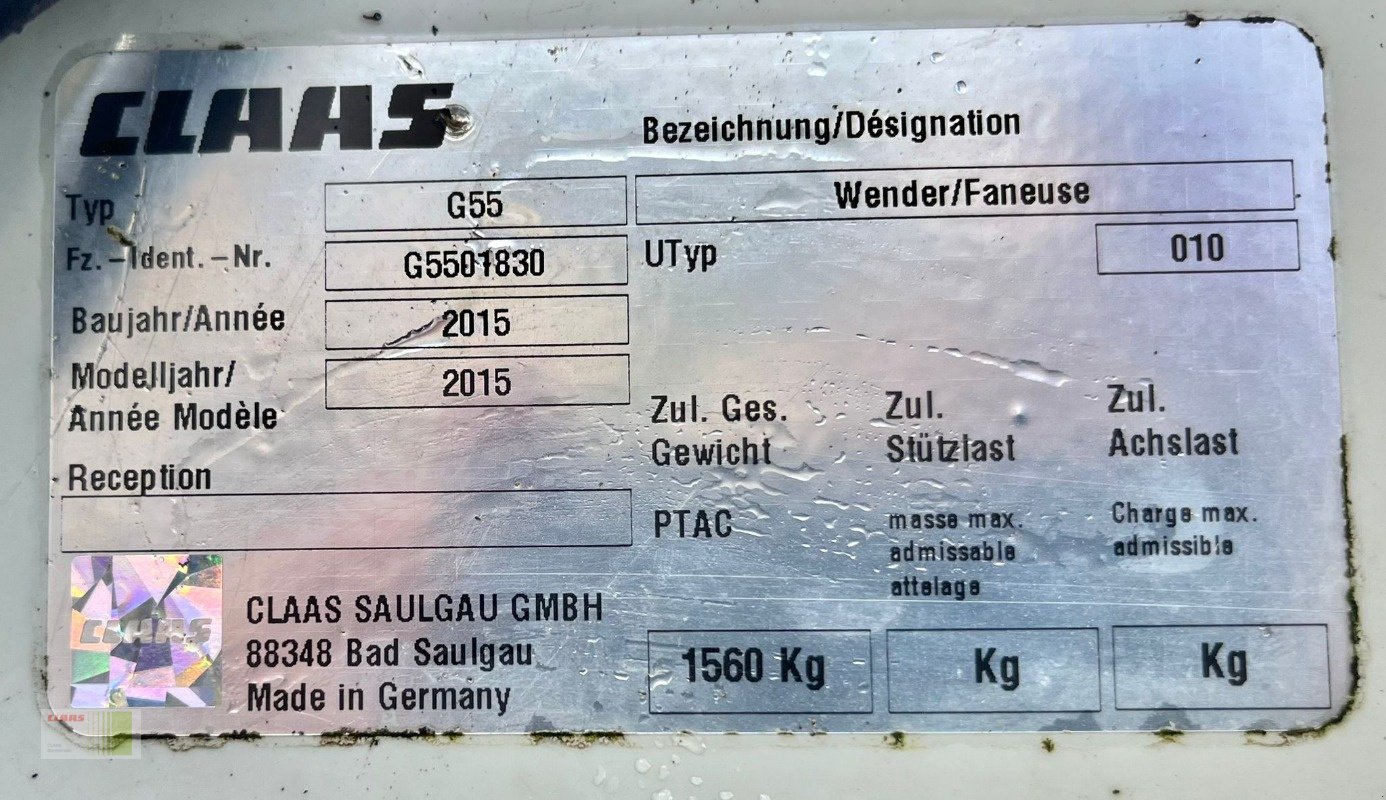 CLAAS
Bezeichnung/Désignation
Typ
G55
Wender/Faneuse
Fz.-Ident.-Nr.
G5501830
UTyp
010
Baujahr/Année
2015
Modelljahr/
Année Modèle
2015
Zul. Ges.
Gewicht
Zul.
Stützlast
Zul.
Achslast
Reception
PTAC
masse max.
admissable
attelage
Charge max.
admissible
CLAAS
CLAAS SAULGAU GMBH
88348 Bad Saulgau
Made in Germany
1560 Kg
Kg
Kg
CLAAS